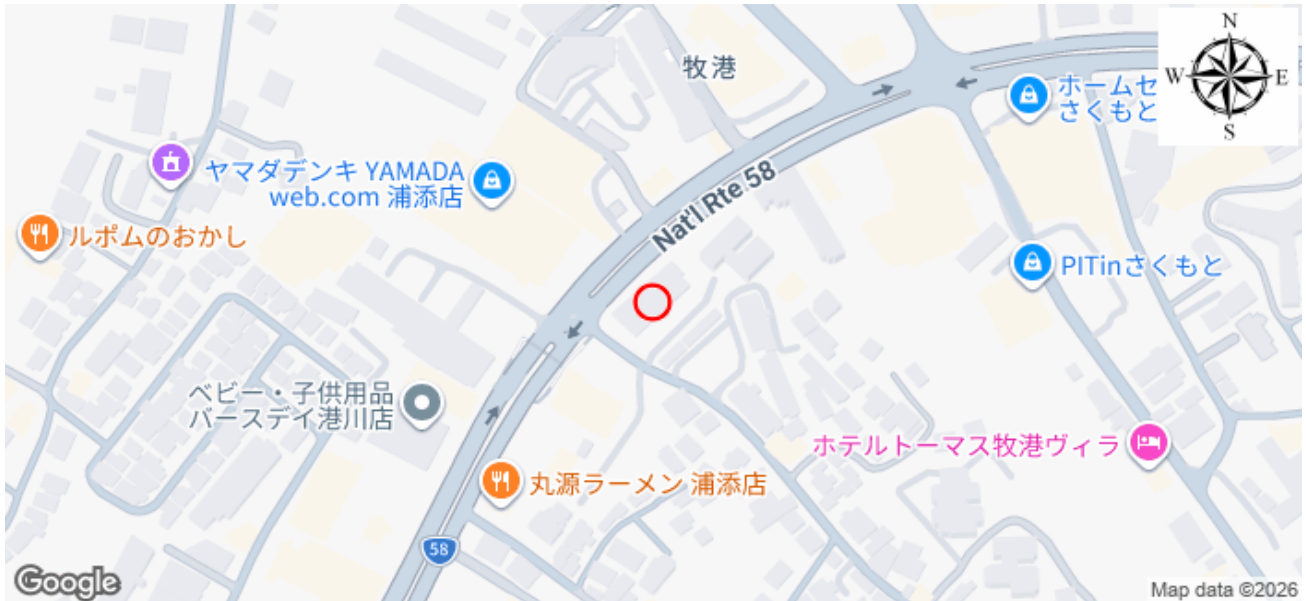 N
W
E
S
牧港
ホームセ
さくもと
ヤマダデンキ YAMADA
web.com 浦添店
ルポムのおかし
Nat'l Rte 58
PITinさくもと
ベビー・子供用品
バースデイ港川店
ホテルトーマス牧港ヴィラ
丸源ラーメン 浦添店
58
Google
Map data ©2026